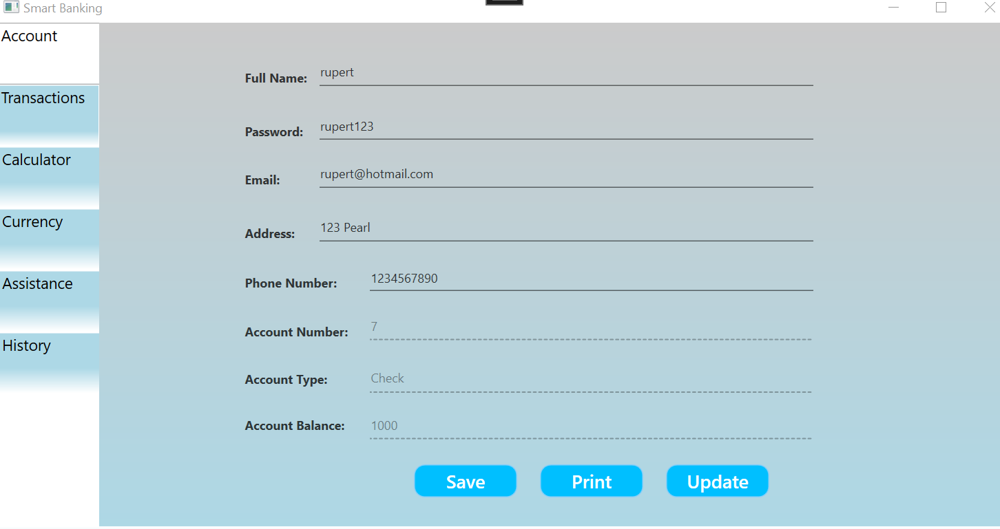 Smart Banking
Account
Transactions
Calculator
Currency
Assistance
History
Full Name: rupert
Password: rupert123
Email: rupert@hotmail.com
Address: 123 Pearl
Phone Number: 1234567890
Account Number: 7
Account Type: Check
Account Balance: 1000
Save Print Update